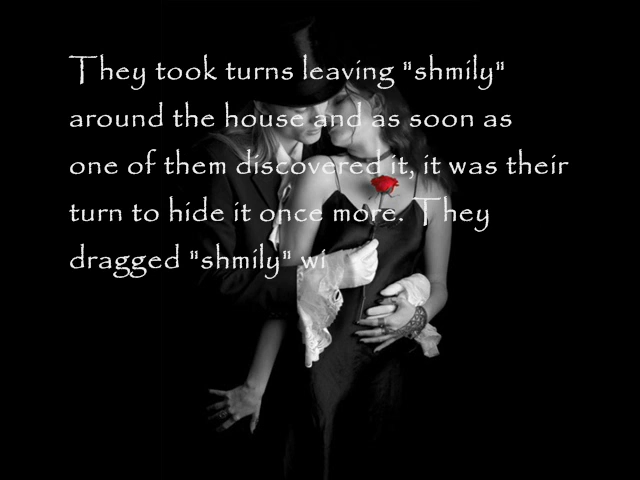 They took turns leaving "shmily"
around the house and as soon as
one of them discovered it, it was their
turn to hide it once more. They
dragged "shmily" wi